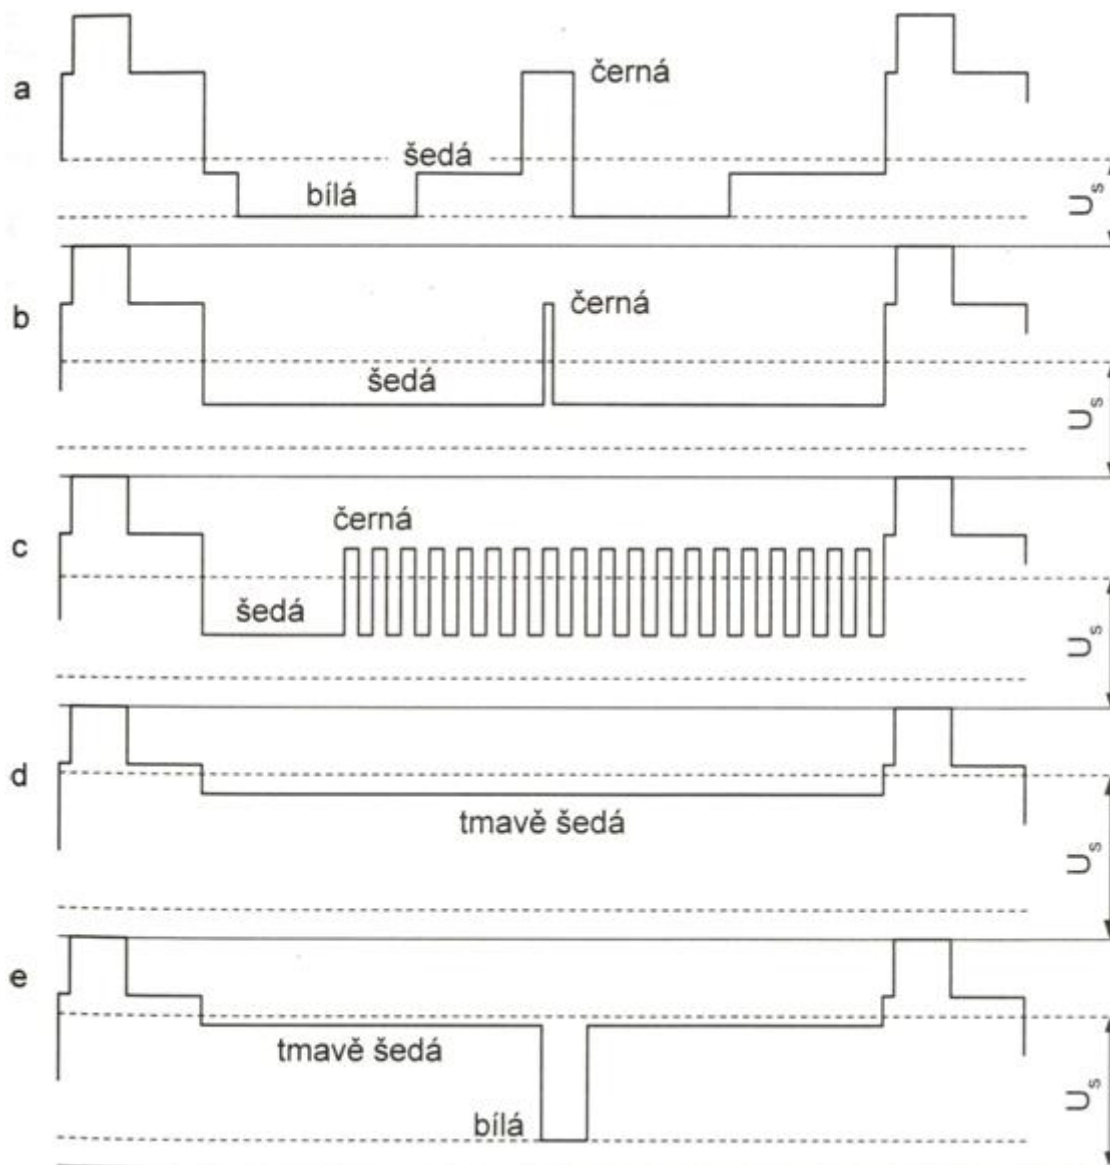 a
černá
šedá
bílá
Us
b
černá
šedá
Us
c
černá
šedá
Us
d
tmavě šedá
Us
e
tmavě šedá
bílá
Us